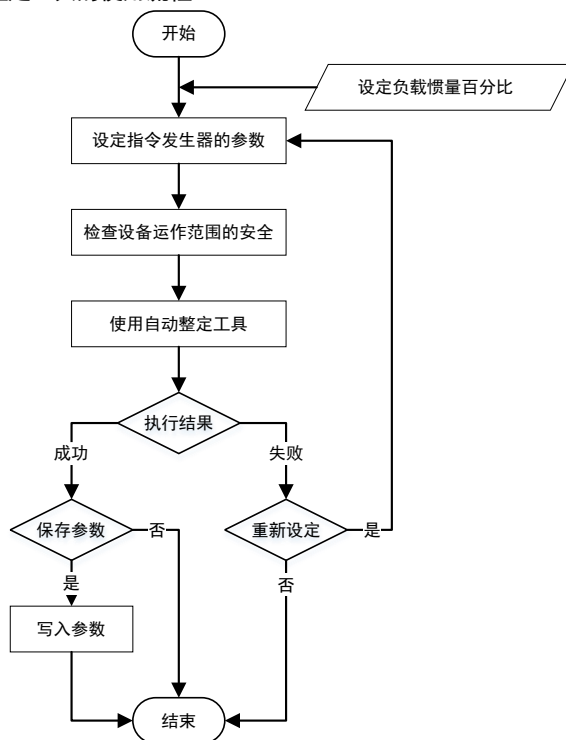 开始
设定负载惯量百分比
设定指令发生器的参数
检查设备运作范围的安全
使用自动整定工具
执行结果
成功
失败
保存参数
否
重新设定
是
是
否
写入参数
结束